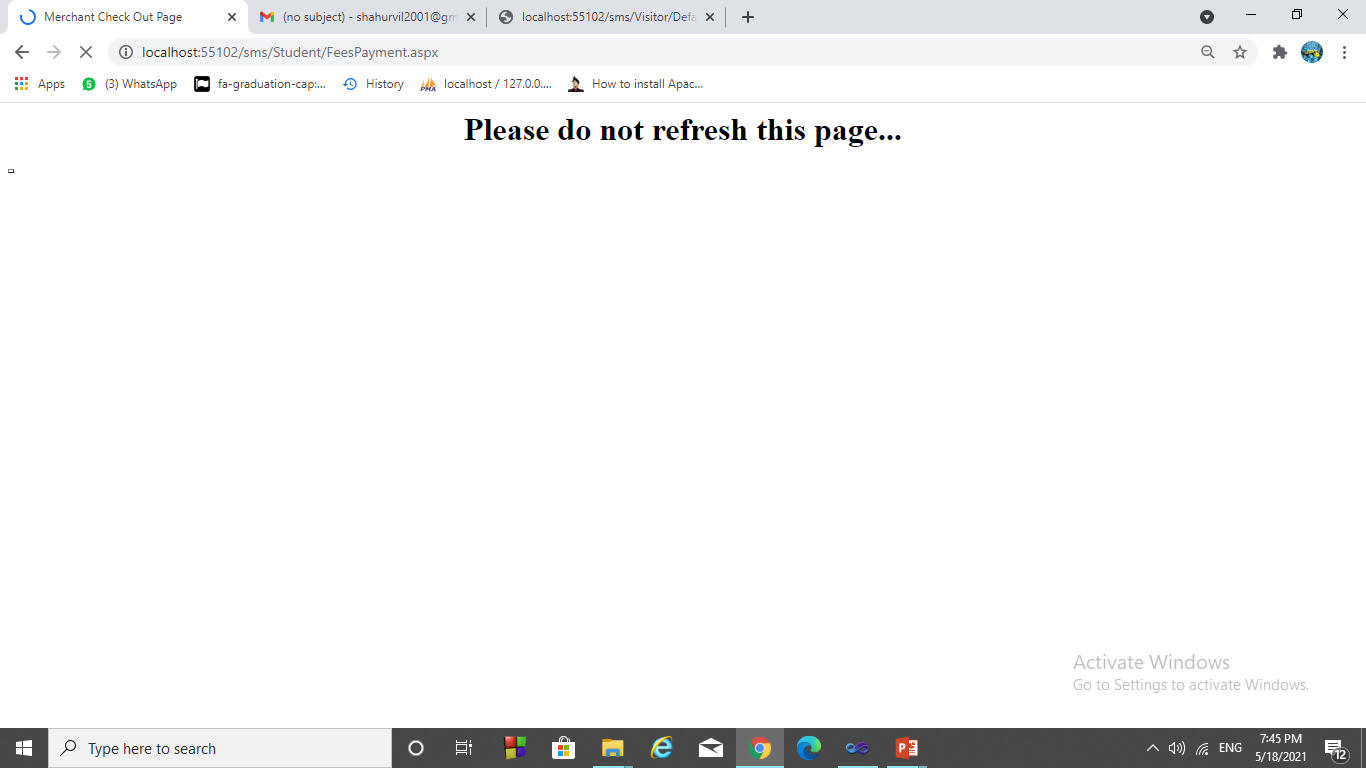 Merchant Check Out Page
(no subject) - shahurvil2001@gm
localhost:55102/sms/Visitor/Defa
localhost:55102/sms/Student/FeesPayment.aspx
Apps
5
(3) WhatsApp
fa-graduation-cap:...
History
PMA
localhost / 127.0.0....
How to install Apac...
Please do not refresh this page...
Activate Windows
Go to Settings to activate Windows.
Type here to search
ENG
7:45 PM
5/18/2021
12